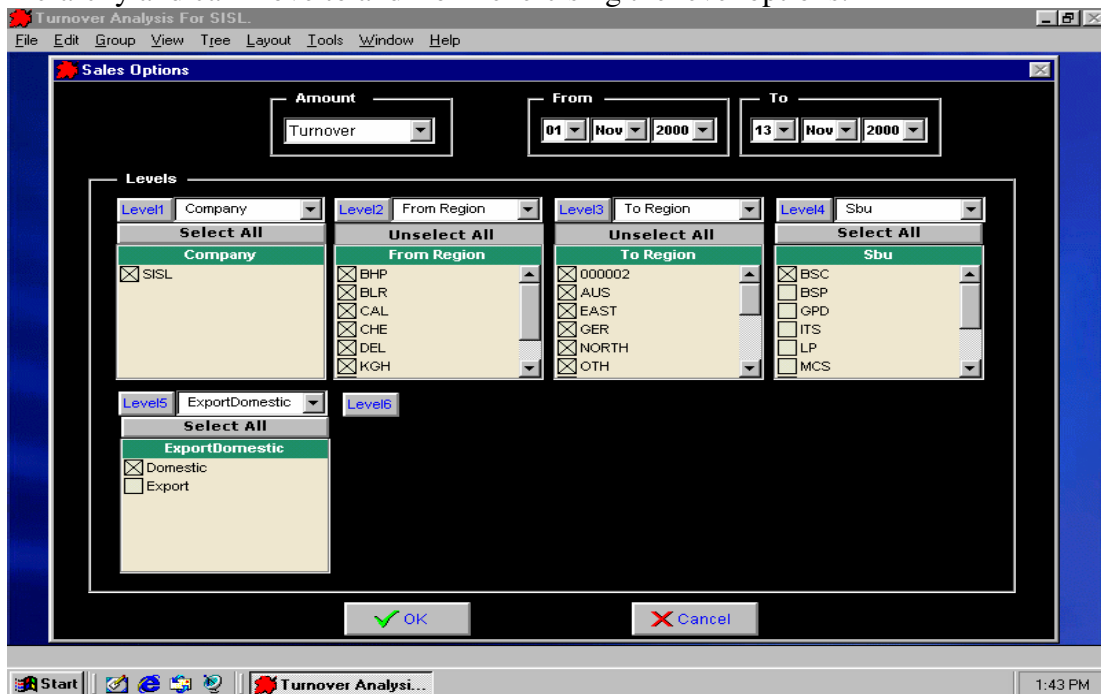 Turnover Analysis For SISL.
File Edit Group View Tree Layout Tools Window Help
Sales Options
Amount
From
To
Turnover
01 Nov 2000
13 Nov 2000
Levels
Level1 Company
Level2 From Region
Level3 To Region
Level4 Sbu
Select All
Unselect All
Unselect All
Select All
Company
From Region
To Region
Sbu
SISL
BHP
BLR
CAL
CHE
DEL
KGH
000002
AUS
EAST
GER
NORTH
OTH
BSC
BSP
GPD
ITS
LP
MCS
Level5 ExportDomestic
Level6
Select All
ExportDomestic
Domestic
Export
OK
Cancel
Start
Turnover Analysi...
1:43 PM